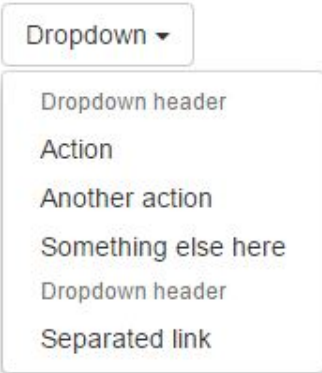 Dropdown
Dropdown header
Action
Another action
Something else here
Dropdown header
Separated link